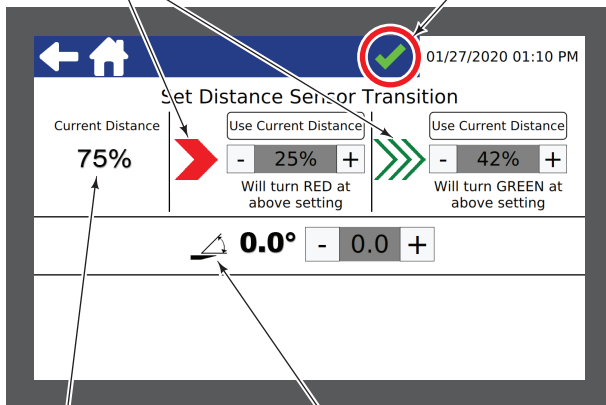 01/27/2020 01:10 PM
Set Distance Sensor Transition
Current Distance
75%
Use Current Distance
- 25% +
Will turn RED at
above setting
Use Current Distance
- 42% +
Will turn GREEN at
above setting
0.0° - 0.0 +